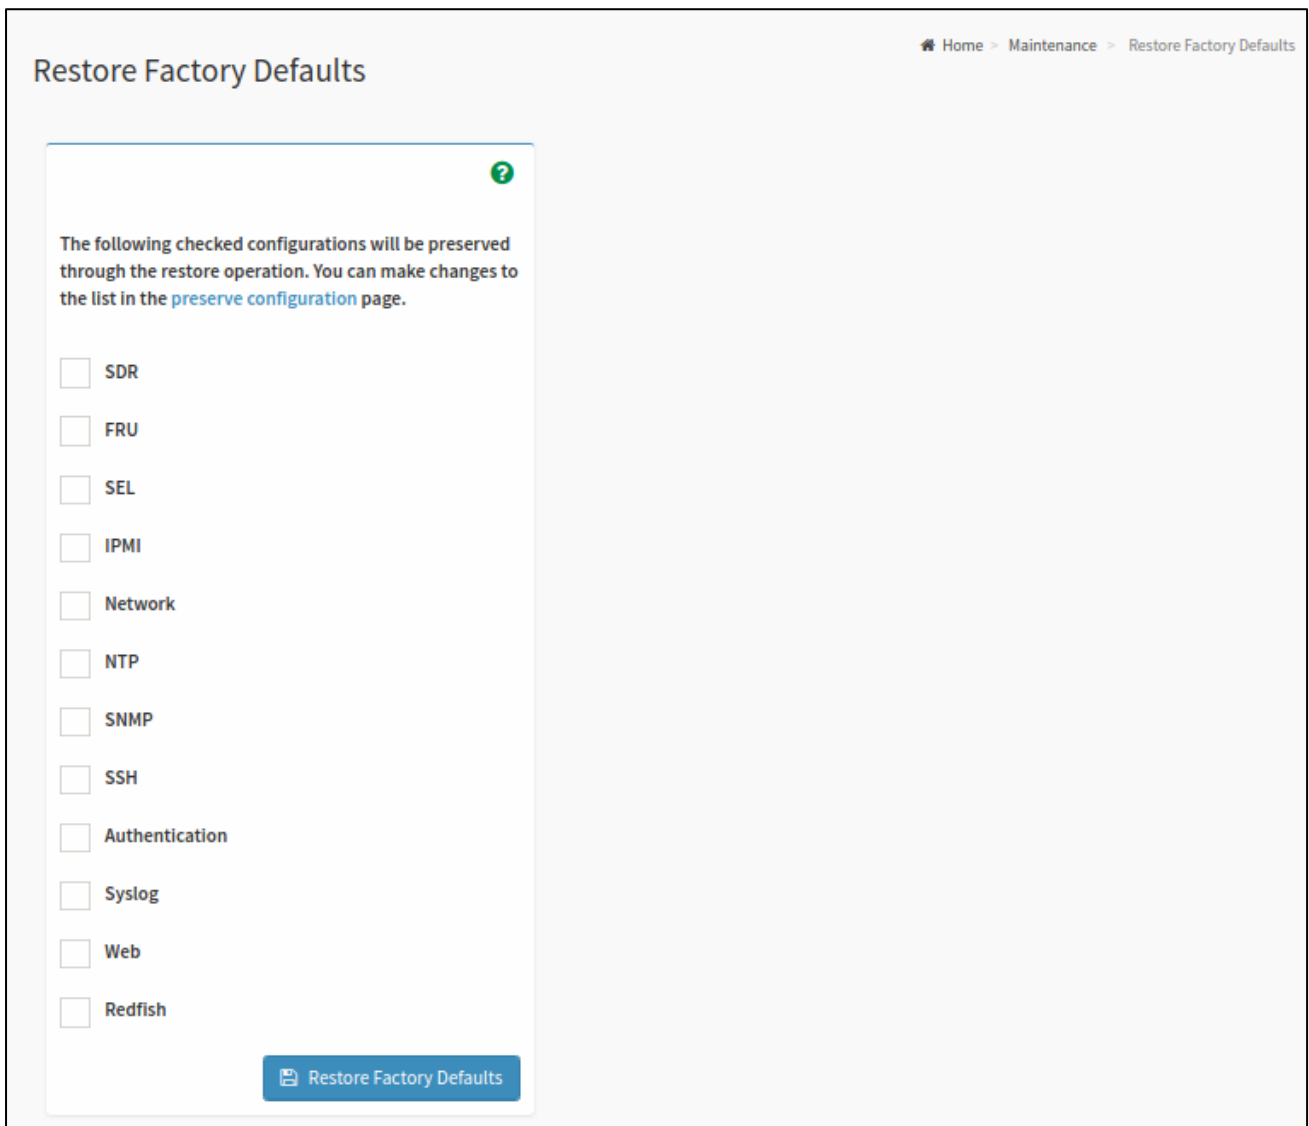 Home > Maintenance > Restore Factory Defaults
Restore Factory Defaults
?
The following checked configurations will be preserved
through the restore operation. You can make changes to
the list in the preserve configuration page.
SDR
FRU
SEL
IPMI
Network
NTP
SNMP
SSH
Authentication
Syslog
Web
Redfish
Restore Factory Defaults